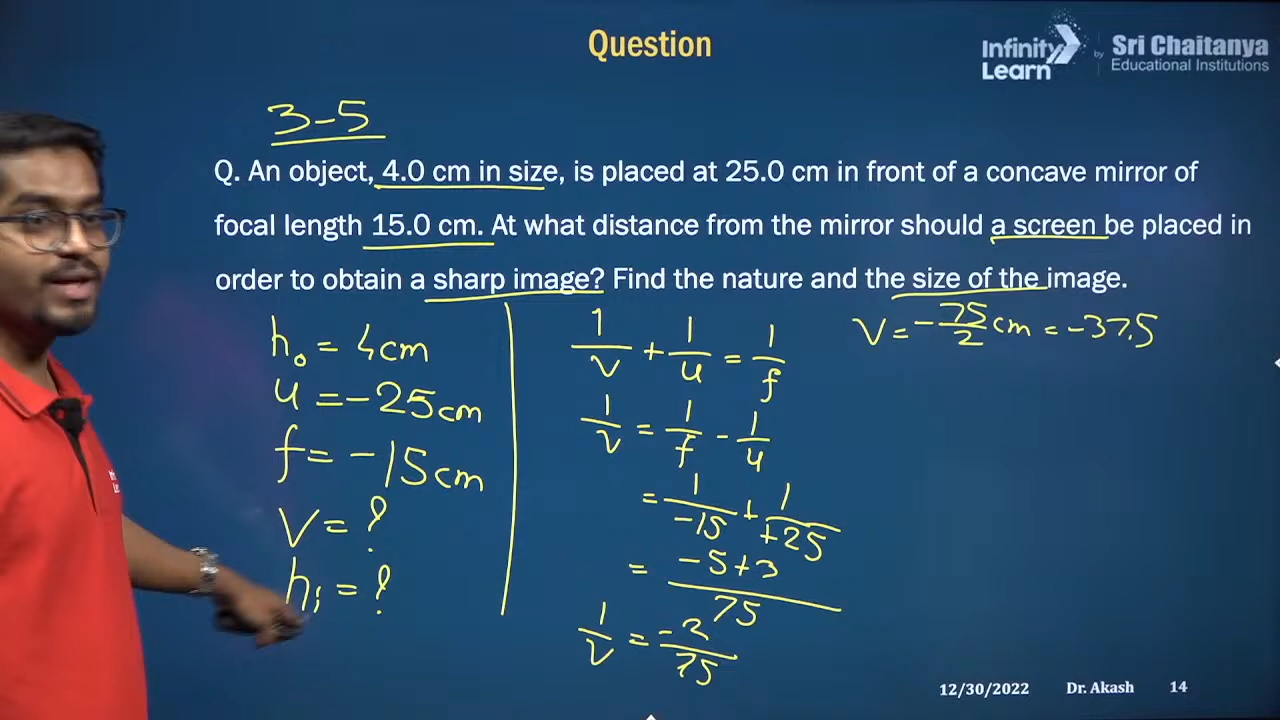 Question
Infinity Learn by Sri Chaitanya Educational Institutions
3-5
Q. An object, 4.0 cm in size, is placed at 25.0 cm in front of a concave mirror of
focal length 15.0 cm. At what distance from the mirror should a screen be placed in
order to obtain a sharp image? Find the nature and the size of the image.
h₀ = 4cm
u = -25cm
f = -15cm
v = ?
hᵢ = ?
1/v + 1/u = 1/f
1/v = 1/f - 1/u
= 1/-15 + 1/+25
= -5+3/75
1/v = -2/75
v = -75/2 cm = -37.5
12/30/2022 Dr. Akash 14